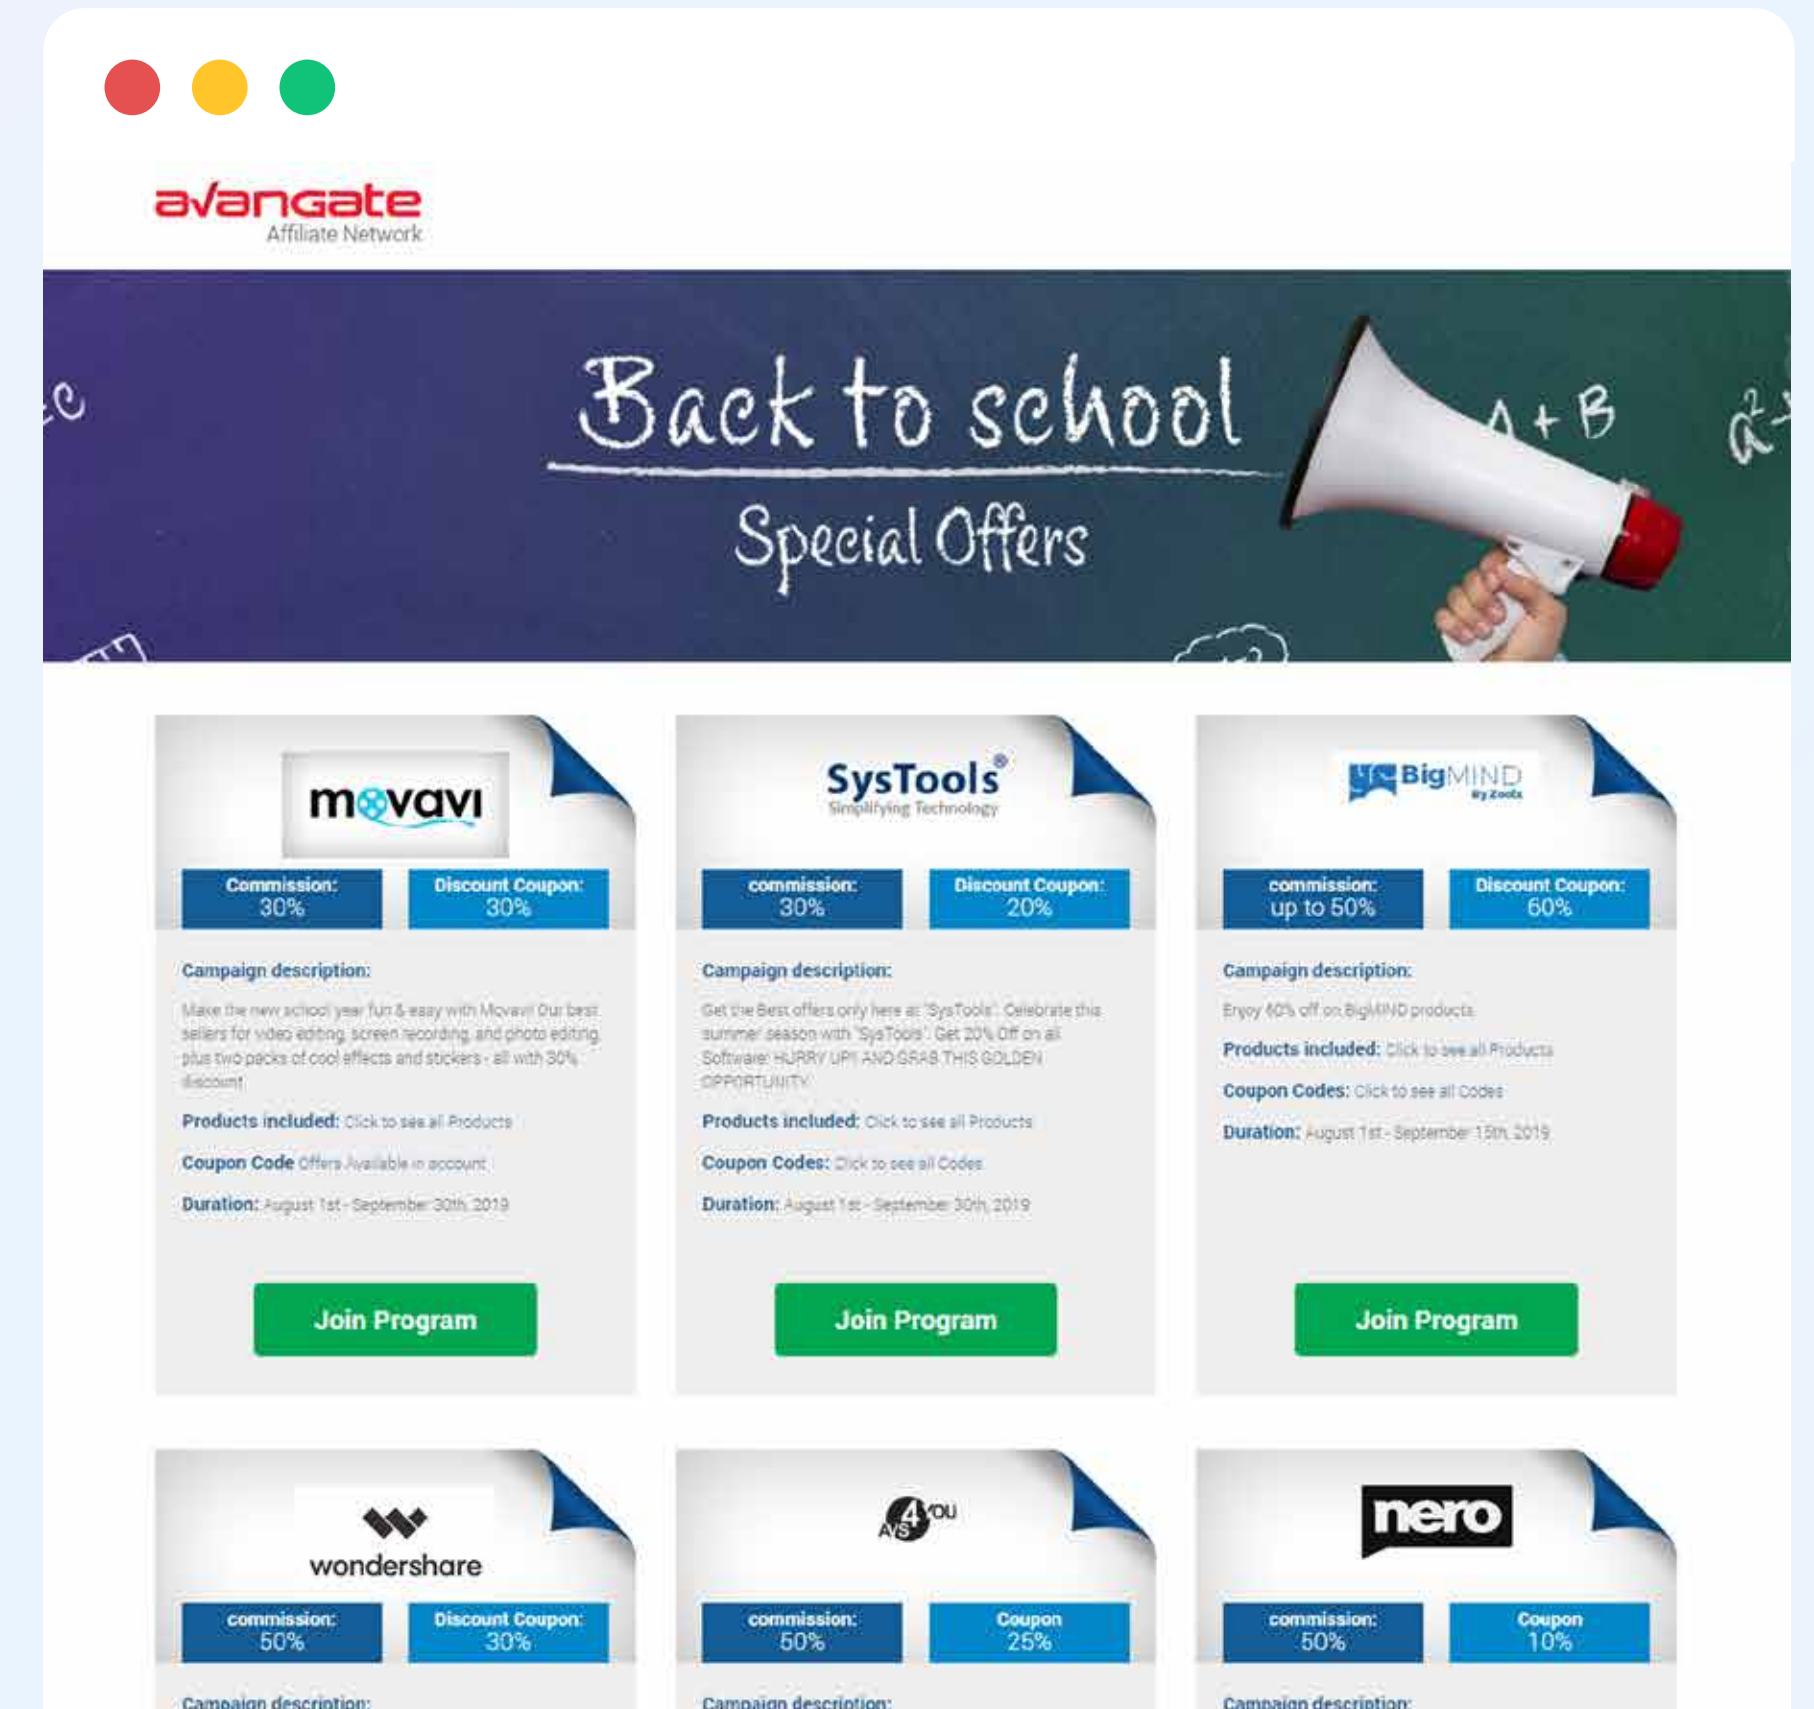 avangate
Affiliate Network
Back to school
A + B
Special Offers
movavi
Commission:
30%
Discount Coupon:
30%
Campaign description:
Make the new school year fun & easy with Movavi! Our best
sellers for video editing, screen recording, and photo editing,
plus two packs of cool effects and stickers - all with 30%
discount
Products included: Click to see all Products
Coupon Code Offers Available in account
Duration: August 1st - September 30th, 2019
Join Program
SysTools®
Simplifying Technology
commission:
30%
Discount Coupon:
20%
Campaign description:
Get the Best offers only here at "SysTools". Celebrate this
summer season with "SysTools". Get 20% Off on all
Software. HURRY UP!! AND GRAB THIS GOLDEN
OPPORTUNITY.
Products included: Click to see all Products
Coupon Codes: Click to see all Codes
Duration: August 1st - September 30th, 2019
Join Program
BigMIND
By Zoolz
commission:
up to 50%
Discount Coupon:
60%
Campaign description:
Enjoy 60% off on BigMIND products.
Products included: Click to see all Products
Coupon Codes: Click to see all Codes
Duration: August 1st - September 15th, 2019
Join Program
wondershare
commission:
50%
Discount Coupon:
30%
Campaign description:
AVS4YOU
commission:
50%
Coupon
25%
Campaign description:
nero
commission:
50%
Coupon
10%
Campaign description: